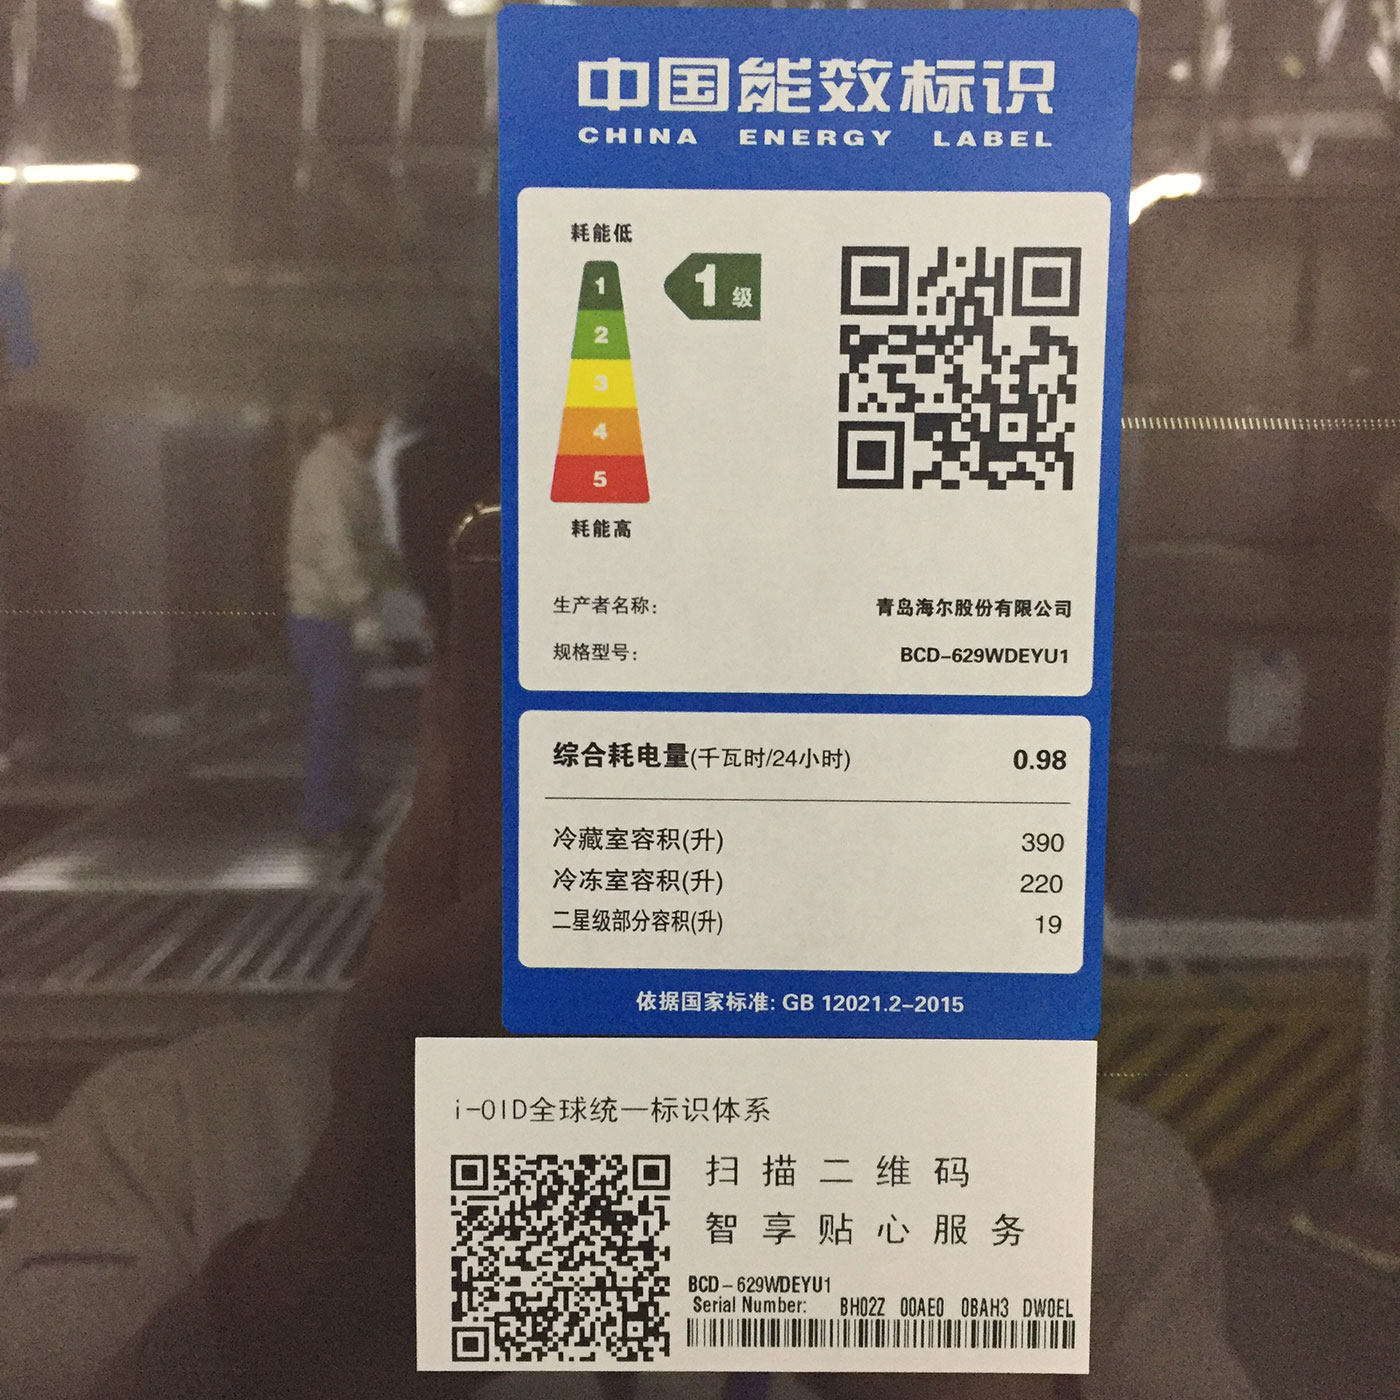 中国能效标识
CHINA ENERGY LABEL
耗能低
1
1级
2
3
4
5
耗能高
生产者名称： 青岛海尔股份有限公司
规格型号： BCD-629WDEYU1
综合耗电量(千瓦时/24小时) 0.98
冷藏室容积(升) 390
冷冻室容积(升) 220
二星级部分容积(升) 19
依据国家标准: GB 12021.2-2015
i-OID全球统一标识体系
扫描二维码
智享贴心服务
BCD-629WDEYU1
Serial Number: BH02Z 00AE0 0BAH3 DW0EL